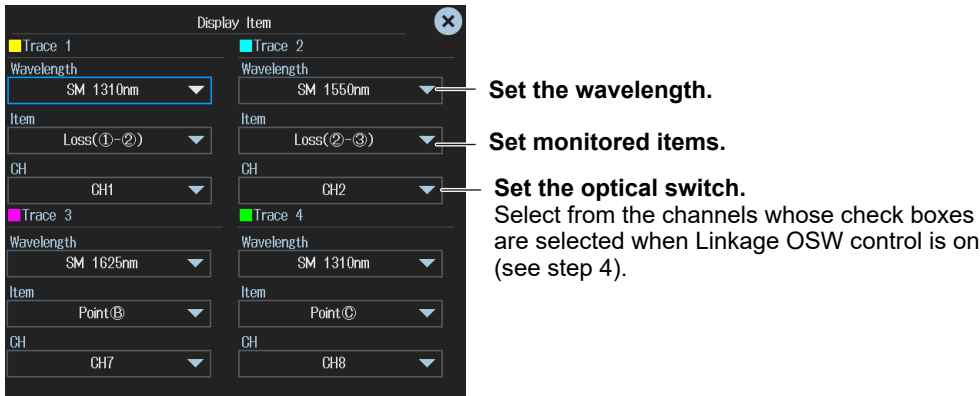 Display Item
Trace 1
Trace 2
Wavelength
Wavelength
SM 1310nm
SM 1550nm
Set the wavelength.
Item
Item
Loss(①-②)
Loss(②-③)
Set monitored items.
CH
CH
CH1
CH2
Set the optical switch.
Select from the channels whose check boxes
are selected when Linkage OSW control is on
(see step 4).
Trace 3
Trace 4
Wavelength
Wavelength
SM 1625nm
SM 1310nm
Item
Item
PointⒷ
PointⒸ
CH
CH
CH7
CH8